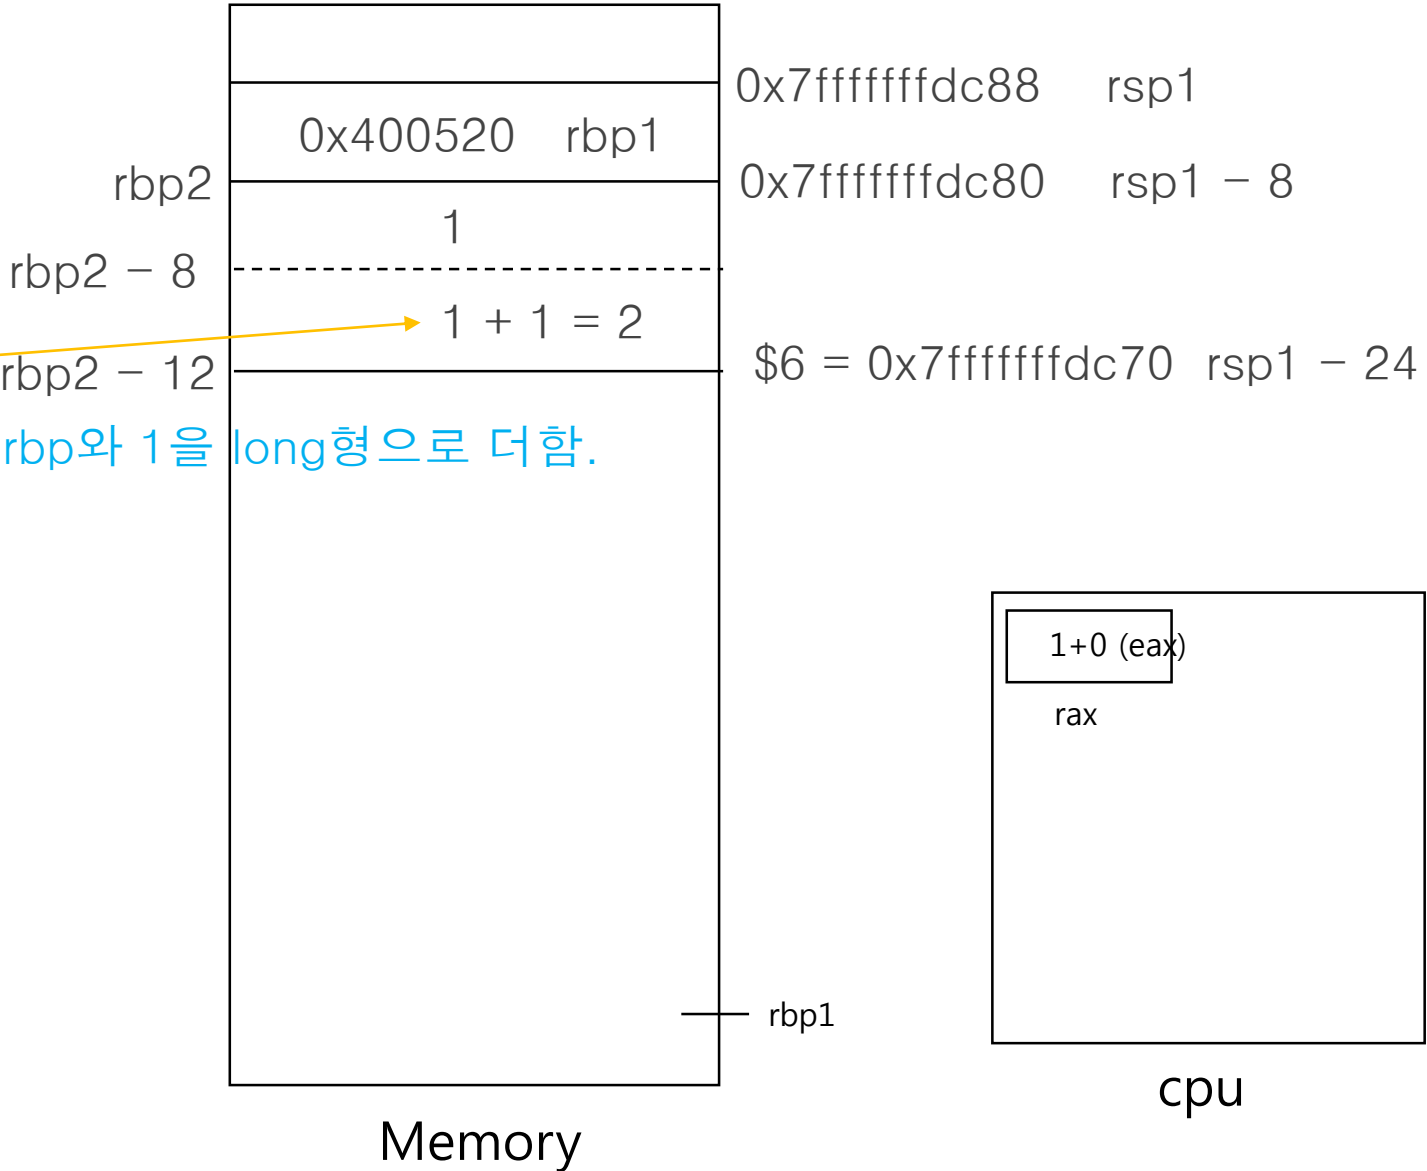 0x7fffffffdc88 rsp1
0x400520 rbp1
rbp2
0x7fffffffdc80 rsp1 - 8
1
rbp2 - 8
1 + 1 = 2
rbp2 - 12
$6 = 0x7fffffffdc70 rsp1 - 24
rbp와 1을 long형으로 더함.
1+0 (eax)
rax
rbp1
cpu
Memory